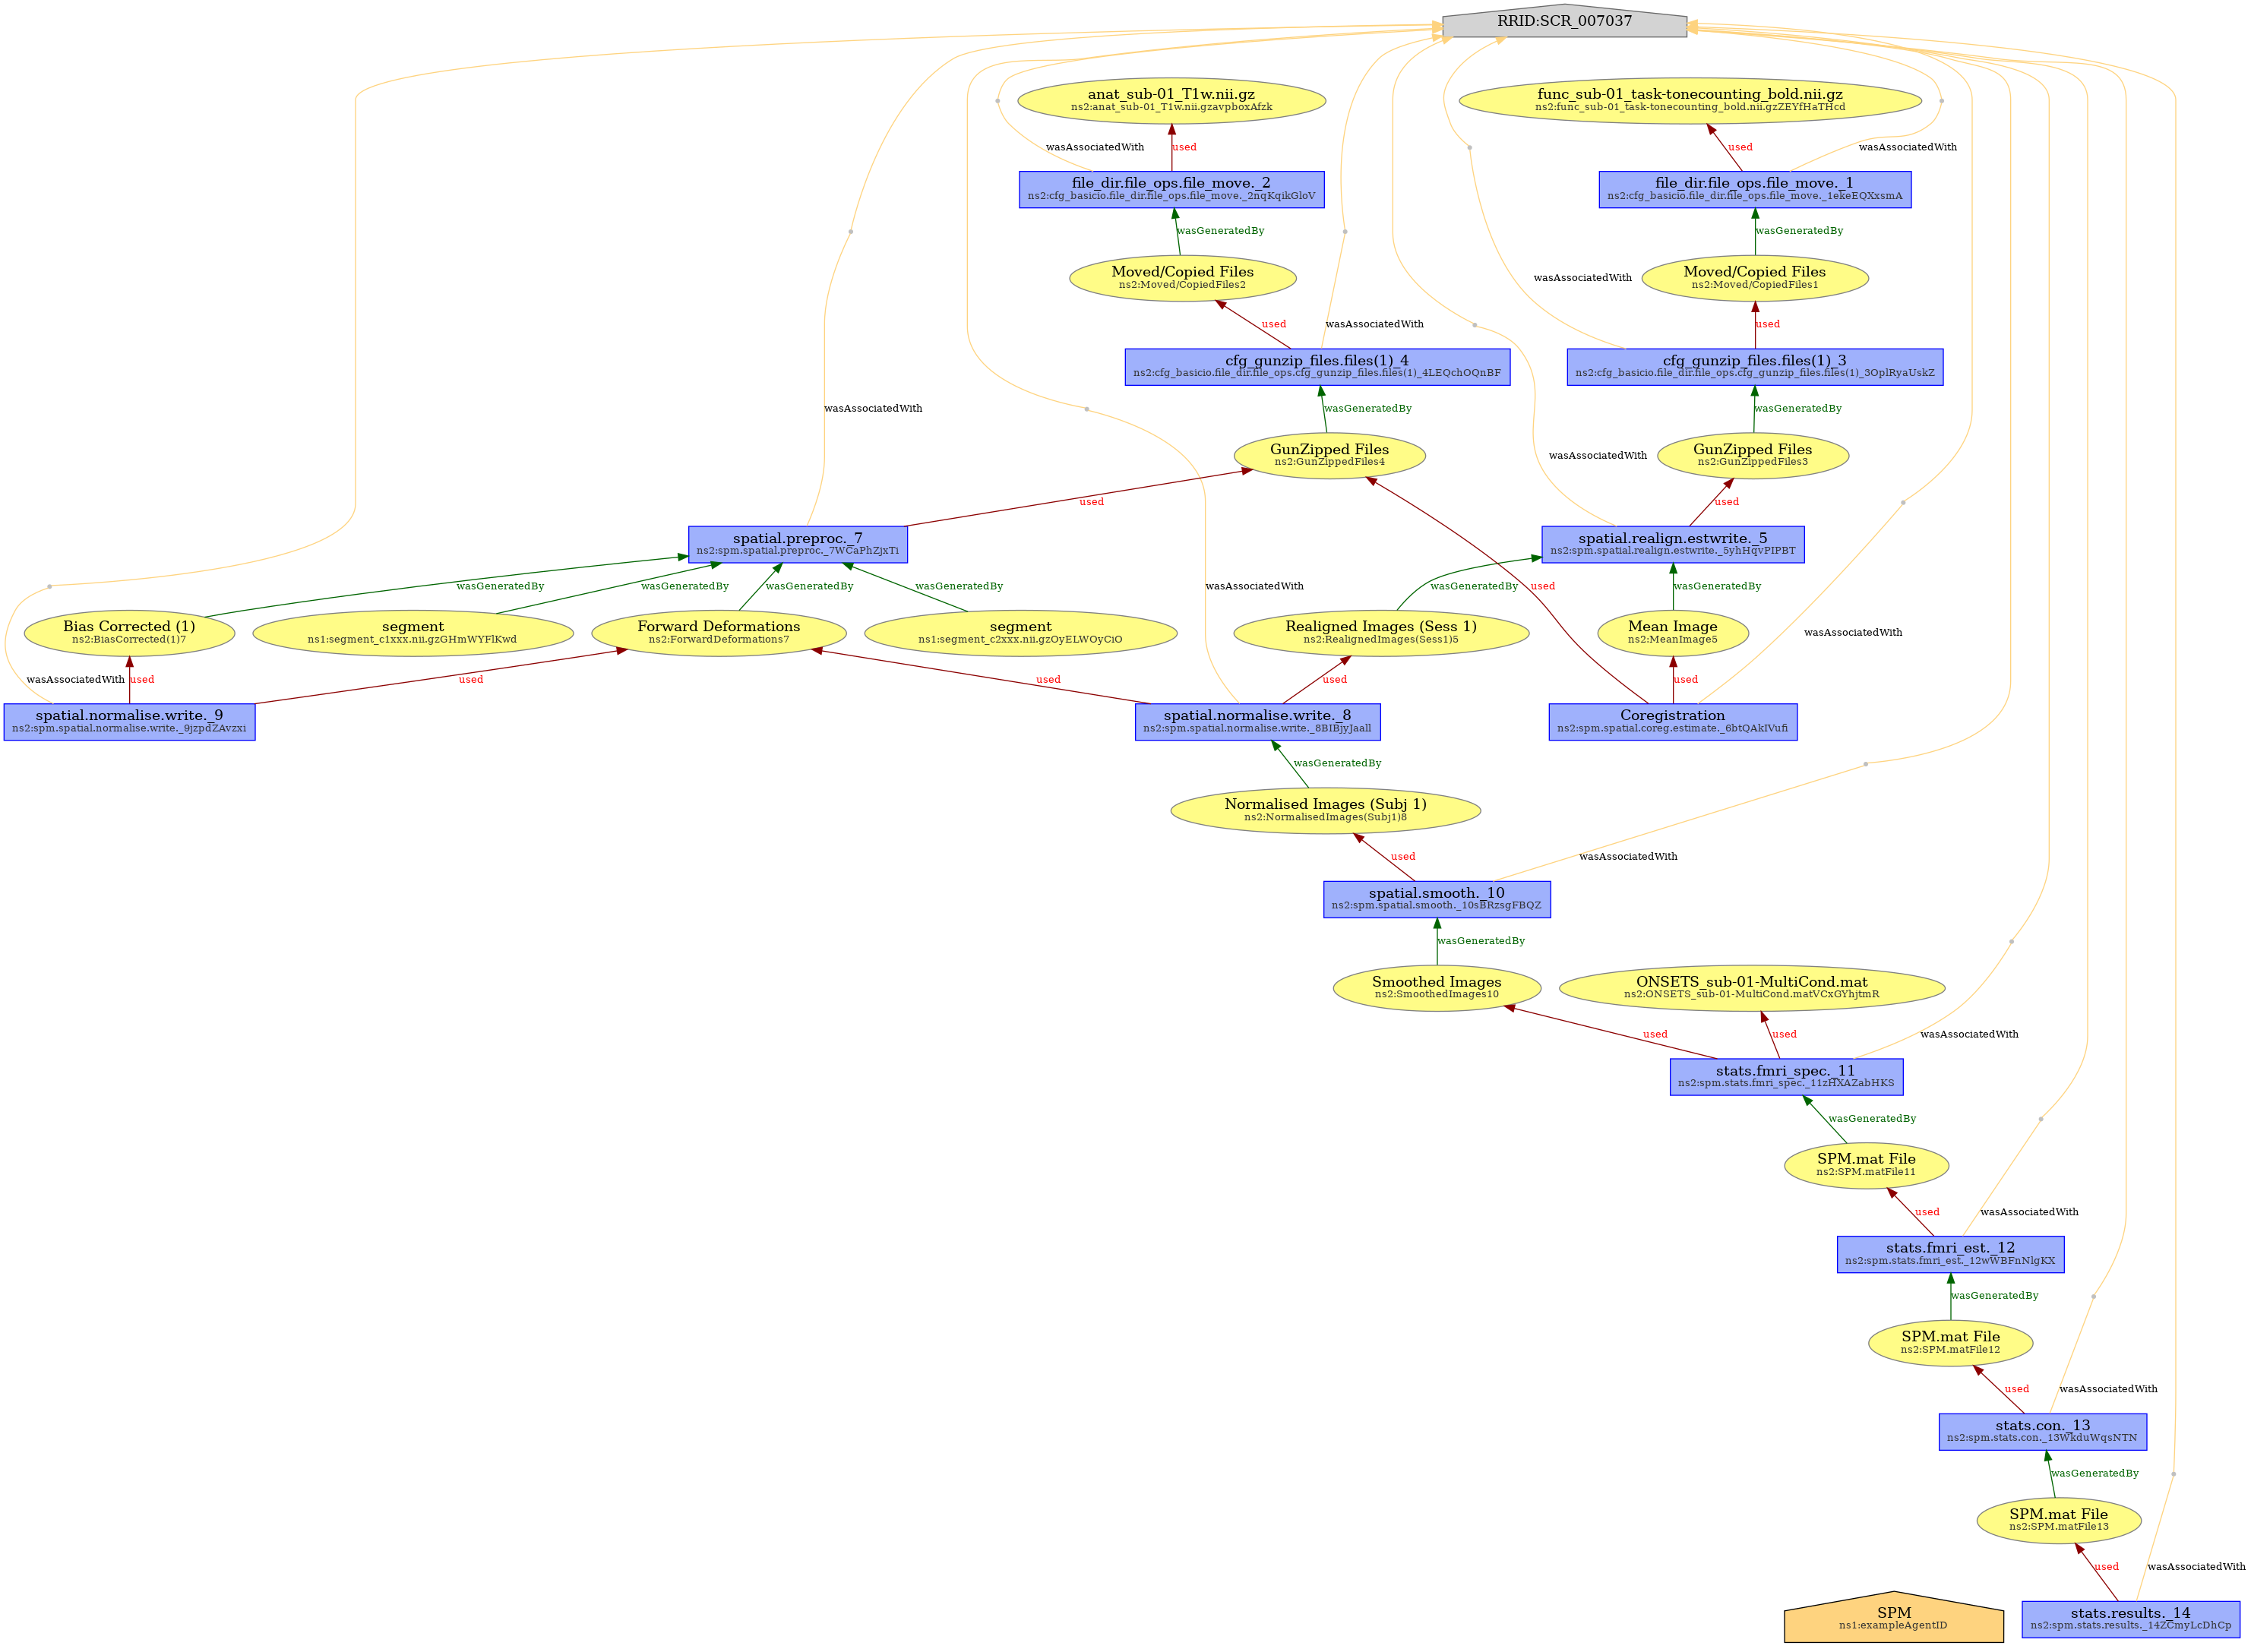 RRID:SCR_007037
anat_sub-01_T1w.nii.gz
ns2:anat_sub-01_T1w.nii.gzavpboxAfzk
func_sub-01_task-tonecounting_bold.nii.gz
ns2:func_sub-01_task-tonecounting_bold.nii.gzZEYfHaTHcd
wasAssociatedWith
used
used
wasAssociatedWith
file_dir.file_ops.file_move._2
ns2:cfg_basicio.file_dir.file_ops.file_move._2nqKqikGloV
file_dir.file_ops.file_move._1
ns2:cfg_basicio.file_dir.file_ops.file_move._1ekeEQXxsmA
wasGeneratedBy
wasGeneratedBy
Moved/Copied Files
ns2:Moved/CopiedFiles2
wasAssociatedWith
Moved/Copied Files
ns2:Moved/CopiedFiles1
used
wasAssociatedWith
used
cfg_gunzip_files.files(1)_4
ns2:cfg_basicio.file_dir.file_ops.cfg_gunzip_files.files(1)_4LEQchOQnBF
cfg_gunzip_files.files(1)_3
ns2:cfg_basicio.file_dir.file_ops.cfg_gunzip_files.files(1)_3OplRyaUskZ
wasAssociatedWith
wasGeneratedBy
wasGeneratedBy
GunZipped Files
ns2:GunZippedFiles4
wasAssociatedWith
GunZipped Files
ns2:GunZippedFiles3
used
used
spatial.preproc._7
ns2:spm.spatial.preproc._7WCaPhZjxTi
spatial.realign.estwrite._5
ns2:spm.spatial.realign.estwrite._5yhHqvPIPBT
wasGeneratedBy
wasGeneratedBy
wasGeneratedBy
wasGeneratedBy
wasAssociatedWith
wasGeneratedBy
used
wasGeneratedBy
Bias Corrected (1)
ns2:BiasCorrected(1)7
segment
ns1:segment_c1xxx.nii.gzGHmWYFlKwd
Forward Deformations
ns2:ForwardDeformations7
segment
ns1:segment_c2xxx.nii.gzOyELWOyCiO
Realigned Images (Sess 1)
ns2:RealignedImages(Sess1)5
Mean Image
ns2:MeanImage5
wasAssociatedWith
wasAssociatedWith
used
used
used
used
used
spatial.normalise.write._9
ns2:spm.spatial.normalise.write._9jzpdZAvzxi
spatial.normalise.write._8
ns2:spm.spatial.normalise.write._8BIBjyJaall
Coregistration
ns2:spm.spatial.coreg.estimate._6btQAkIVufi
wasGeneratedBy
Normalised Images (Subj 1)
ns2:NormalisedImages(Subj1)8
used
wasAssociatedWith
spatial.smooth._10
ns2:spm.spatial.smooth._10sBRzsgFBQZ
wasGeneratedBy
Smoothed Images
ns2:SmoothedImages10
ONSETS_sub-01-MultiCond.mat
ns2:ONSETS_sub-01-MultiCond.matVCxGYhjtmR
used
used
wasAssociatedWith
stats.fmri_spec._11
ns2:spm.stats.fmri_spec._11zHXAZabHKS
wasGeneratedBy
SPM.mat File
ns2:SPM.matFile11
used
wasAssociatedWith
stats.fmri_est._12
ns2:spm.stats.fmri_est._12wWBFnNlgKX
wasGeneratedBy
SPM.mat File
ns2:SPM.matFile12
used
wasAssociatedWith
stats.con._13
ns2:spm.stats.con._13WkduWqsNTN
wasGeneratedBy
SPM.mat File
ns2:SPM.matFile13
used
wasAssociatedWith
SPM
ns1:exampleAgentID
stats.results._14
ns2:spm.stats.results._14ZCmyLcDhCp